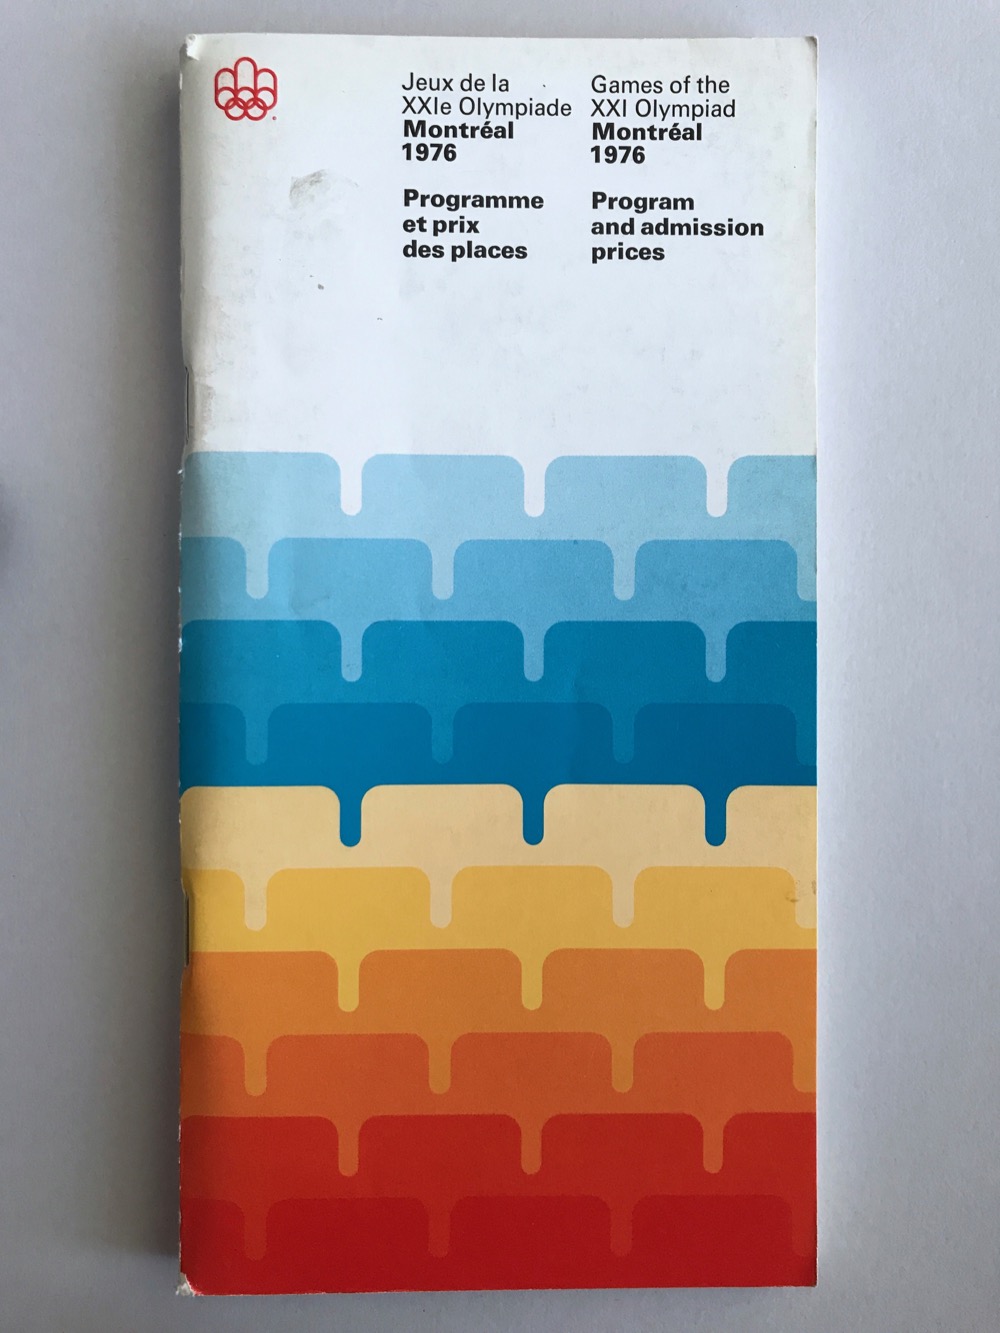 Jeux de la
XXIe Olympiade
Montréal
1976
Programme
et prix
des places
Games of the
XXI Olympiad
Montréal
1976
Program
and admission
prices